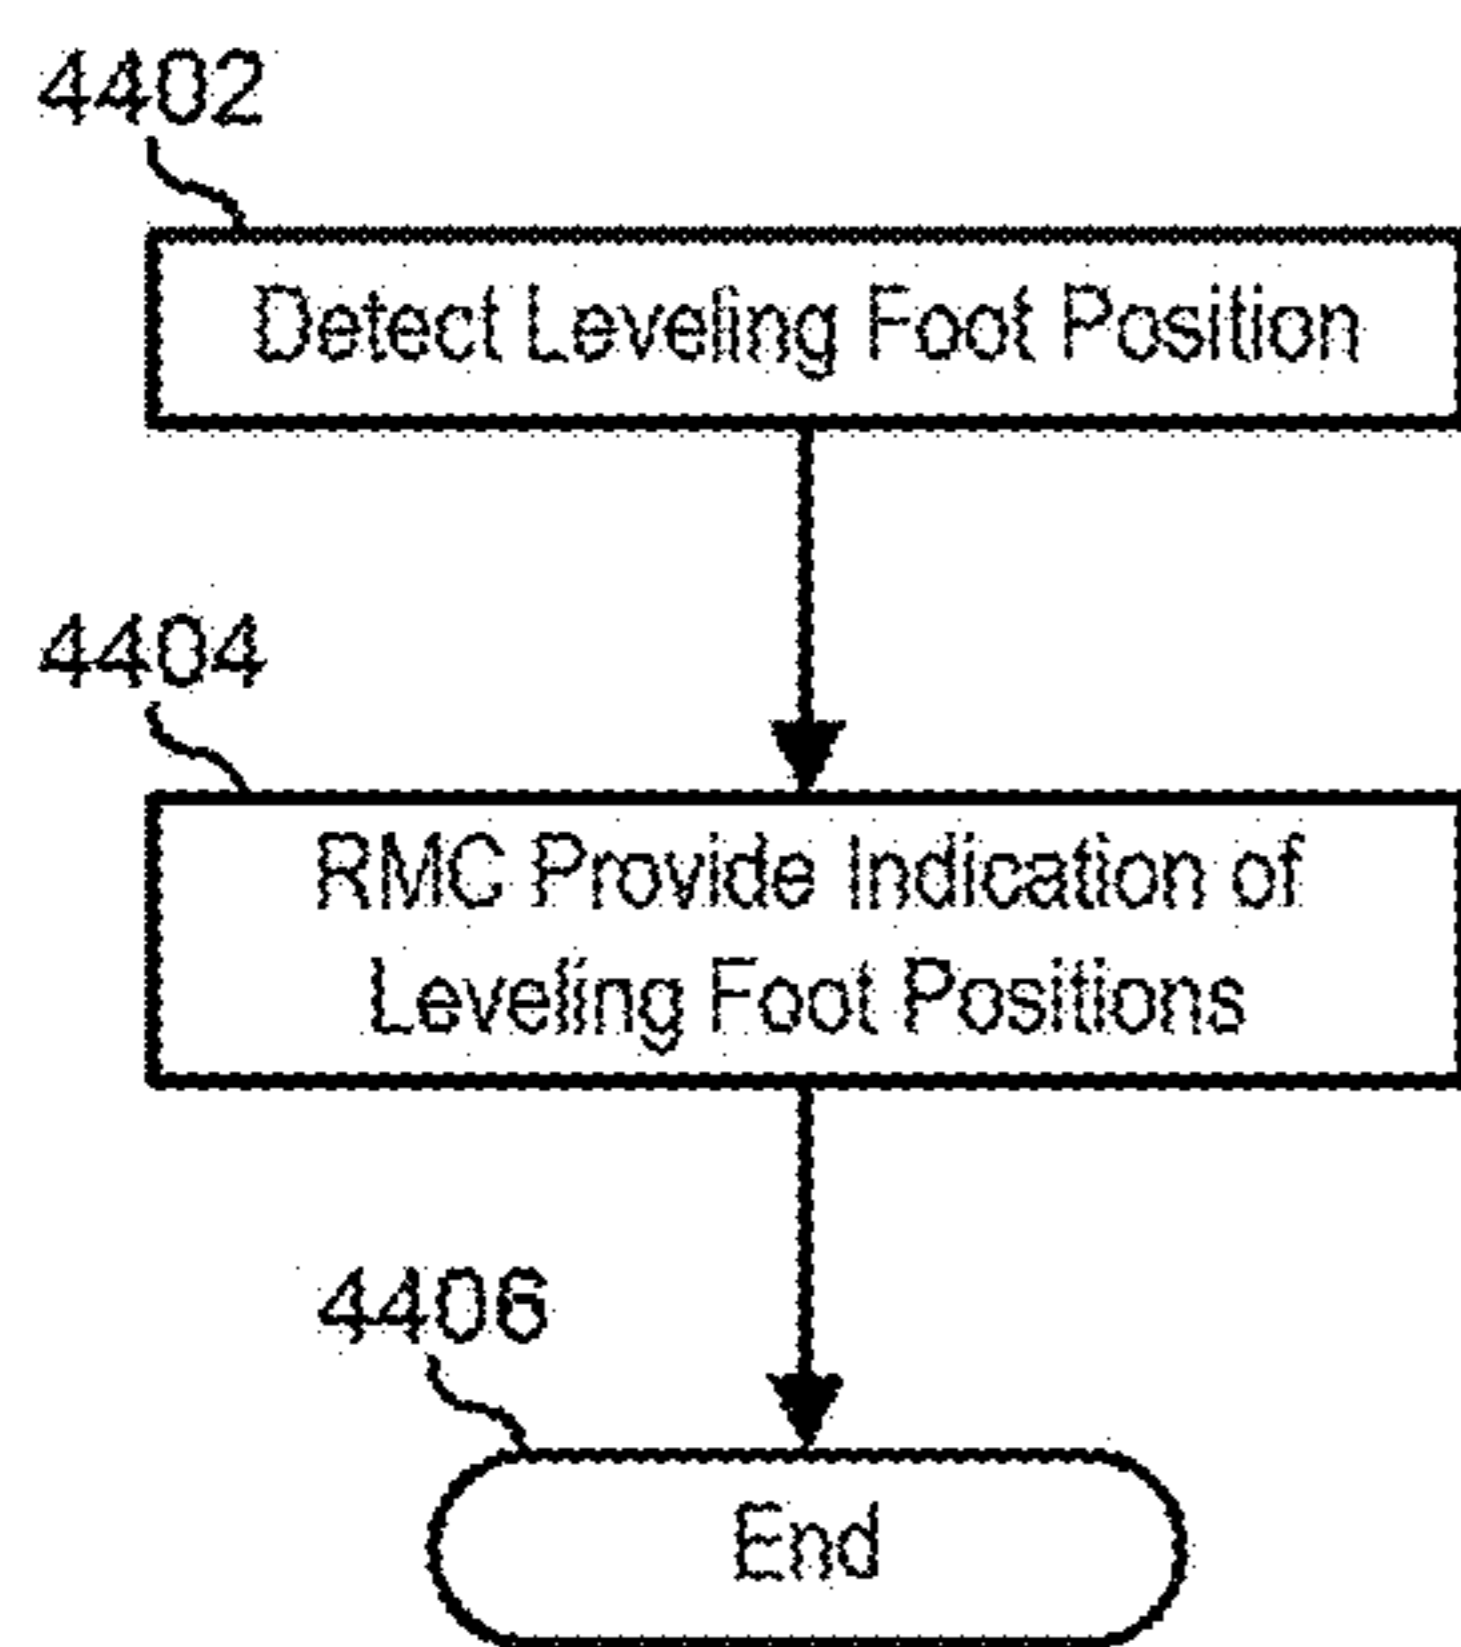 4402
Detect Leveling Foot Position
4404
RMC Provide Indication of
Leveling Foot Positions
4406
End